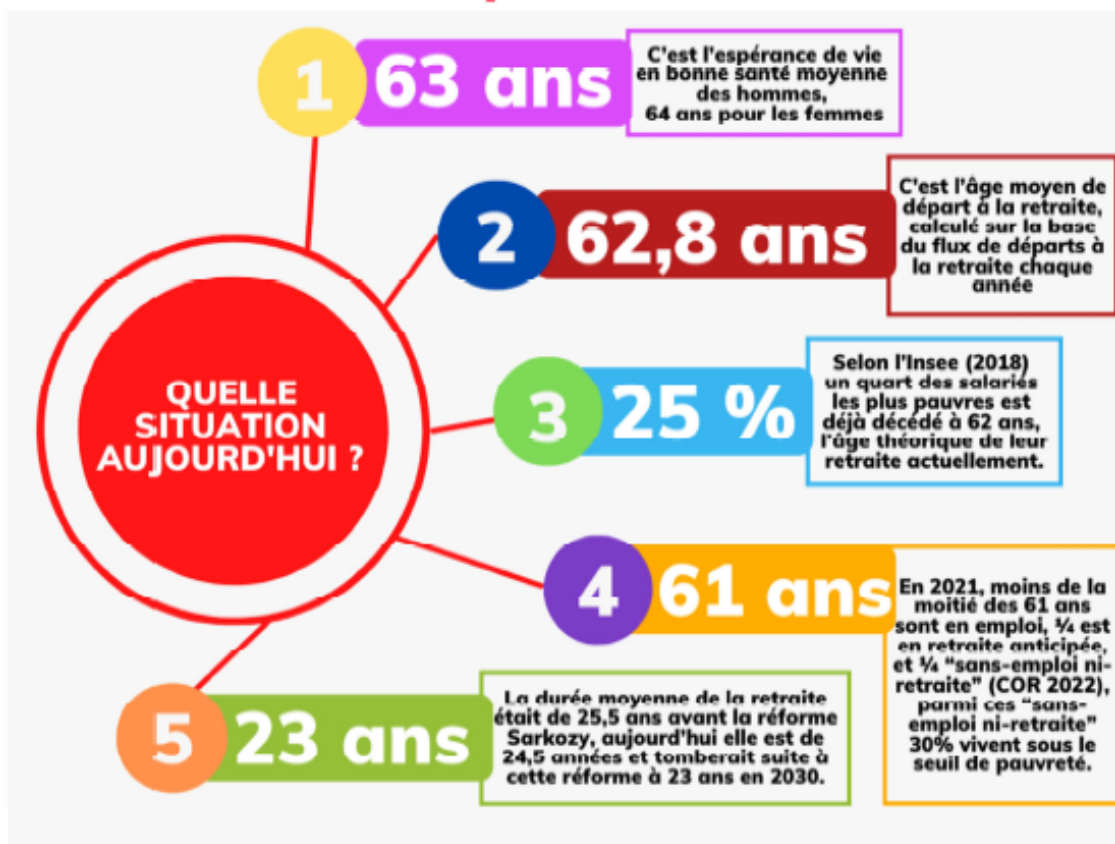 QUELLE
SITUATION
AUJOURD'HUI ?
1
63 ans
C'est l'espérance de vie
en bonne santé moyenne
des hommes,
64 ans pour les femmes
2
62,8 ans
C'est l'âge moyen de
départ à la retraite,
calculé sur la base
du flux de départs à
la retraite chaque
année
3
25 %
Selon l'Insee (2018)
un quart des salariés
les plus pauvres est
déjà décédé à 62 ans,
l'âge théorique de leur
retraite actuellement.
4
61 ans
En 2021, moins de la
moitié des 61 ans
sont en emploi, ¼ est
en retraite anticipée,
et ¼ “sans-emploi ni-
retraite” (COR 2022),
parmi ces “sans-
emploi ni-retraite”
30% vivent sous le
seuil de pauvreté.
5
23 ans
La durée moyenne de la retraite
était de 25,5 ans avant la réforme
Sarkozy, aujourd'hui elle est de
24,5 années et tomberait suite à
cette réforme à 23 ans en 2030.